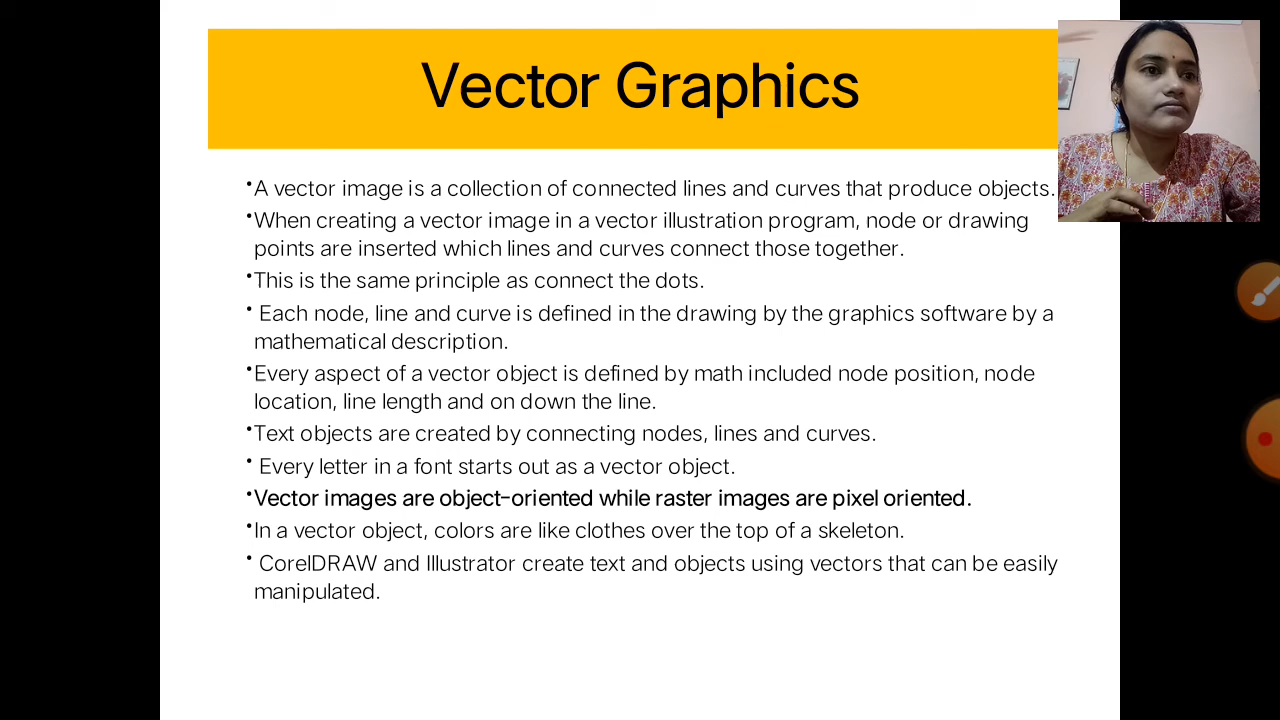 Vector Graphics
•A vector image is a collection of connected lines and curves that produce objects.
•When creating a vector image in a vector illustration program, node or drawing
points are inserted which lines and curves connect those together.
•This is the same principle as connect the dots.
• Each node, line and curve is defined in the drawing by the graphics software by a
mathematical description.
•Every aspect of a vector object is defined by math included node position, node
location, line length and on down the line.
•Text objects are created by connecting nodes, lines and curves.
• Every letter in a font starts out as a vector object.
•Vector images are object-oriented while raster images are pixel oriented.
•In a vector object, colors are like clothes over the top of a skeleton.
• CorelDRAW and Illustrator create text and objects using vectors that can be easily
manipulated.